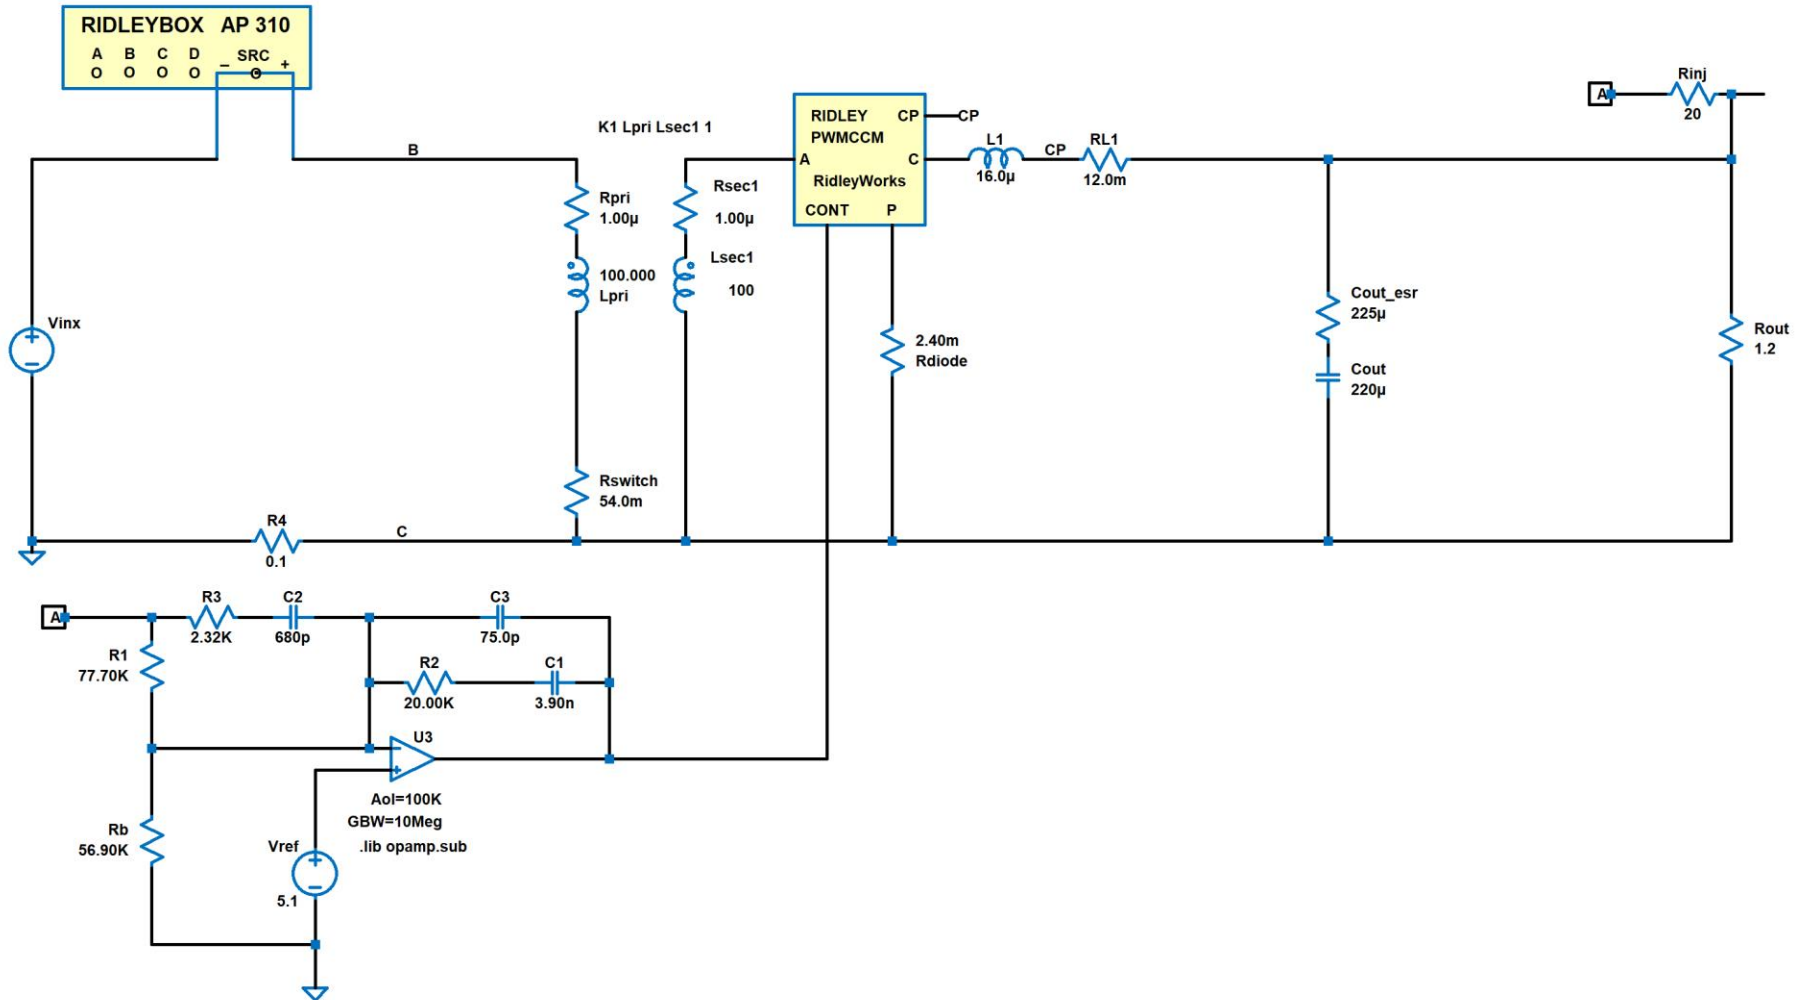 RIDLEYBOX AP 310
A B C D SRC
− +
A
Rinj
20
K1 Lpri Lsec1 1
RIDLEY
PWMCCM
RidleyWorks
CP
CP
A
C
CONT P
L1
16.0µ
CP
RL1
12.0m
B
Rpri
1.00µ
Rsec1
1.00µ
100.000
Lpri
Lsec1
100
Vinx
2.40m
Rdiode
Cout_esr
225µ
Cout
220µ
Rout
1.2
Rswitch
54.0m
R4
0.1
C
A
R3
2.32K
C2
680p
C3
75.0p
R1
77.70K
R2
20.00K
C1
3.90n
U3
Aol=100K
GBW=10Meg
.lib opamp.sub
Rb
56.90K
Vref
5.1